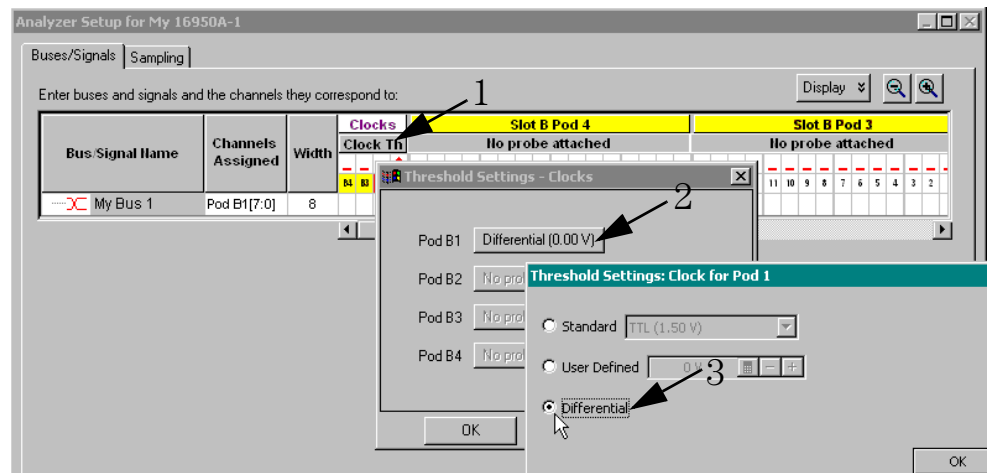 Analyzer Setup for My 16950A-1
Buses/Signals
Sampling
Enter buses and signals and the channels they correspond to:
Display
1
Bus/Signal Name
Channels Assigned
Width
Clocks
Slot B Pod 4
Slot B Pod 3
Clock Th
No probe attached
No probe attached
B4 B3
11 10 9 8 7 6 5 4 3 2
My Bus 1
Pod B1[7:0]
8
Threshold Settings - Clocks
2
Pod B1
Differential (0.00 V)
Pod B2
Pod B3
Pod B4
OK
Threshold Settings: Clock for Pod 1
Standard
TTL (1.50 V)
User Defined
3
Differential
OK